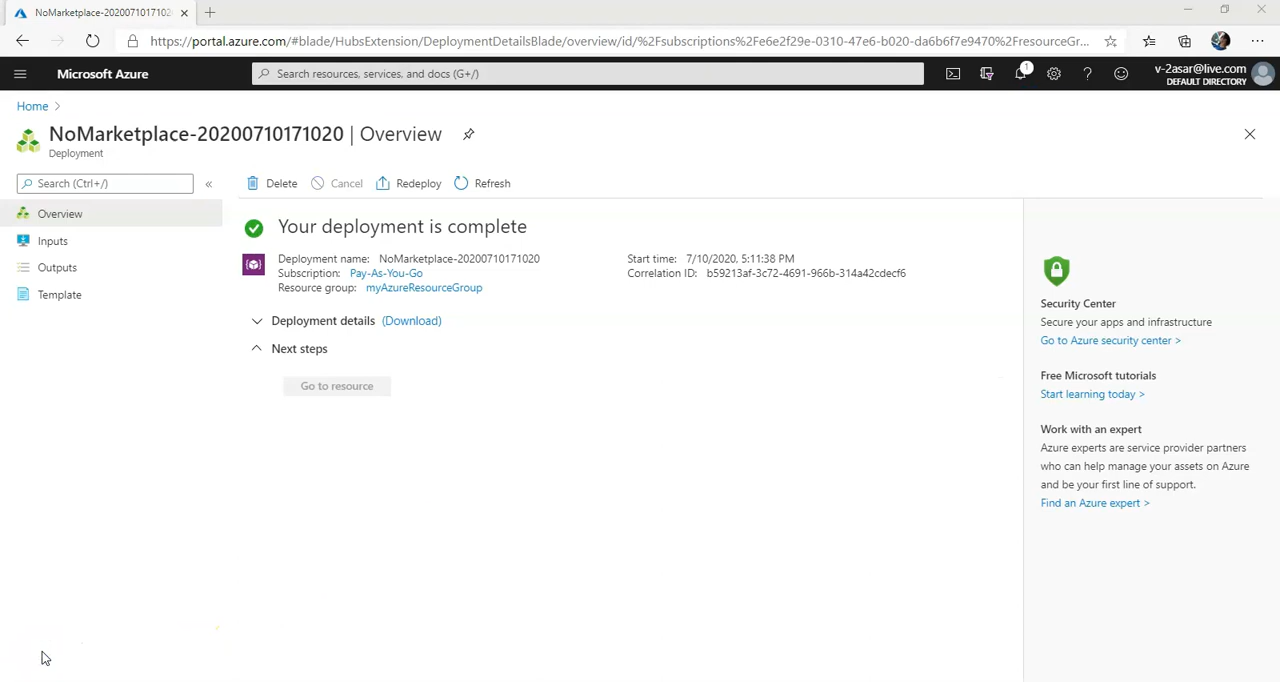 NoMarketplace-2020071017102
https://portal.azure.com/#blade/HubsExtension/DeploymentDetailsBlade/overview/id/%2Fsubscriptions%2Fe6e2f29e-0310-47e6-b020-da6b6f7e9470%2FresourceGr...
Microsoft Azure
Search resources, services, and docs (G+/)
1
v-2asar@live.com
DEFAULT DIRECTORY
Home >
NoMarketplace-20200710171020 | Overview
Deployment
Search (Ctrl+/)
«
Delete
Cancel
Redeploy
Refresh
Overview
Inputs
Outputs
Template
Your deployment is complete
Deployment name: NoMarketplace-20200710171020
Subscription: Pay-As-You-Go
Resource group: myAzureResourceGroup
Start time: 7/10/2020, 5:11:38 PM
Correlation ID: b59213af-3c72-4691-966b-314a42cdecf6
Deployment details (Download)
Next steps
Go to resource
Security Center
Secure your apps and infrastructure
Go to Azure security center >
Free Microsoft tutorials
Start learning today >
Work with an expert
Azure experts are service provider partners
who can help manage your assets on Azure
and be your first line of support.
Find an Azure expert >